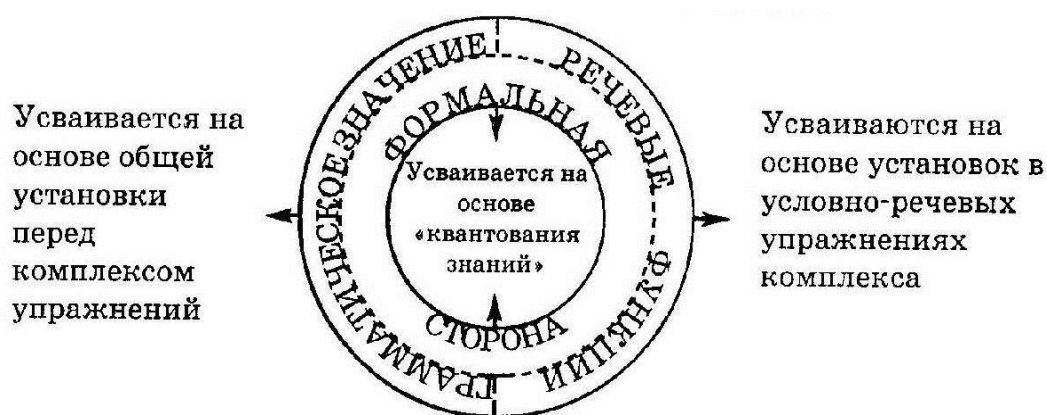 Усваивается на
основе общей
установки
перед
комплексом
упражнений
ГРАММАТИЧЕСКОЕ ЗНАЧЕНИЕ
РЕЧЕВЫЕ ФУНКЦИИ
ФОРМАЛЬНАЯ
Усваивается на
основе
«квантования
знаний»
СТОРОНА
Усваиваются на
основе установок в
условно-речевых
упражнениях
комплекса